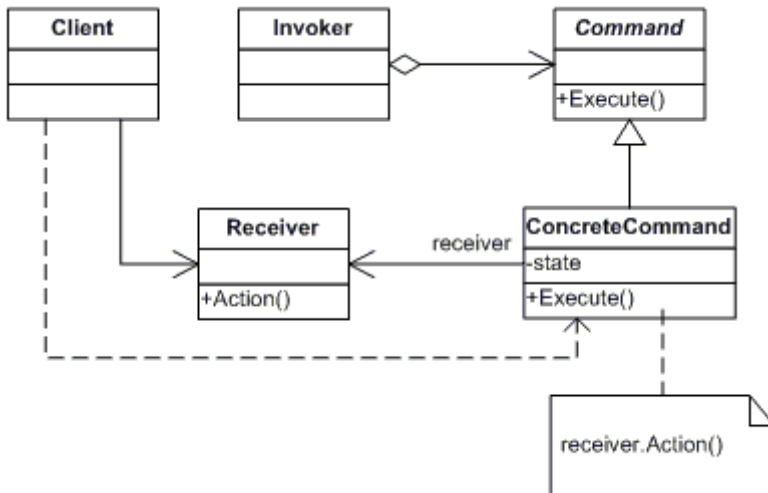 Client
Invoker
Command
+Execute()
Receiver
+Action()
receiver
ConcreteCommand
-state
+Execute()
receiver.Action()